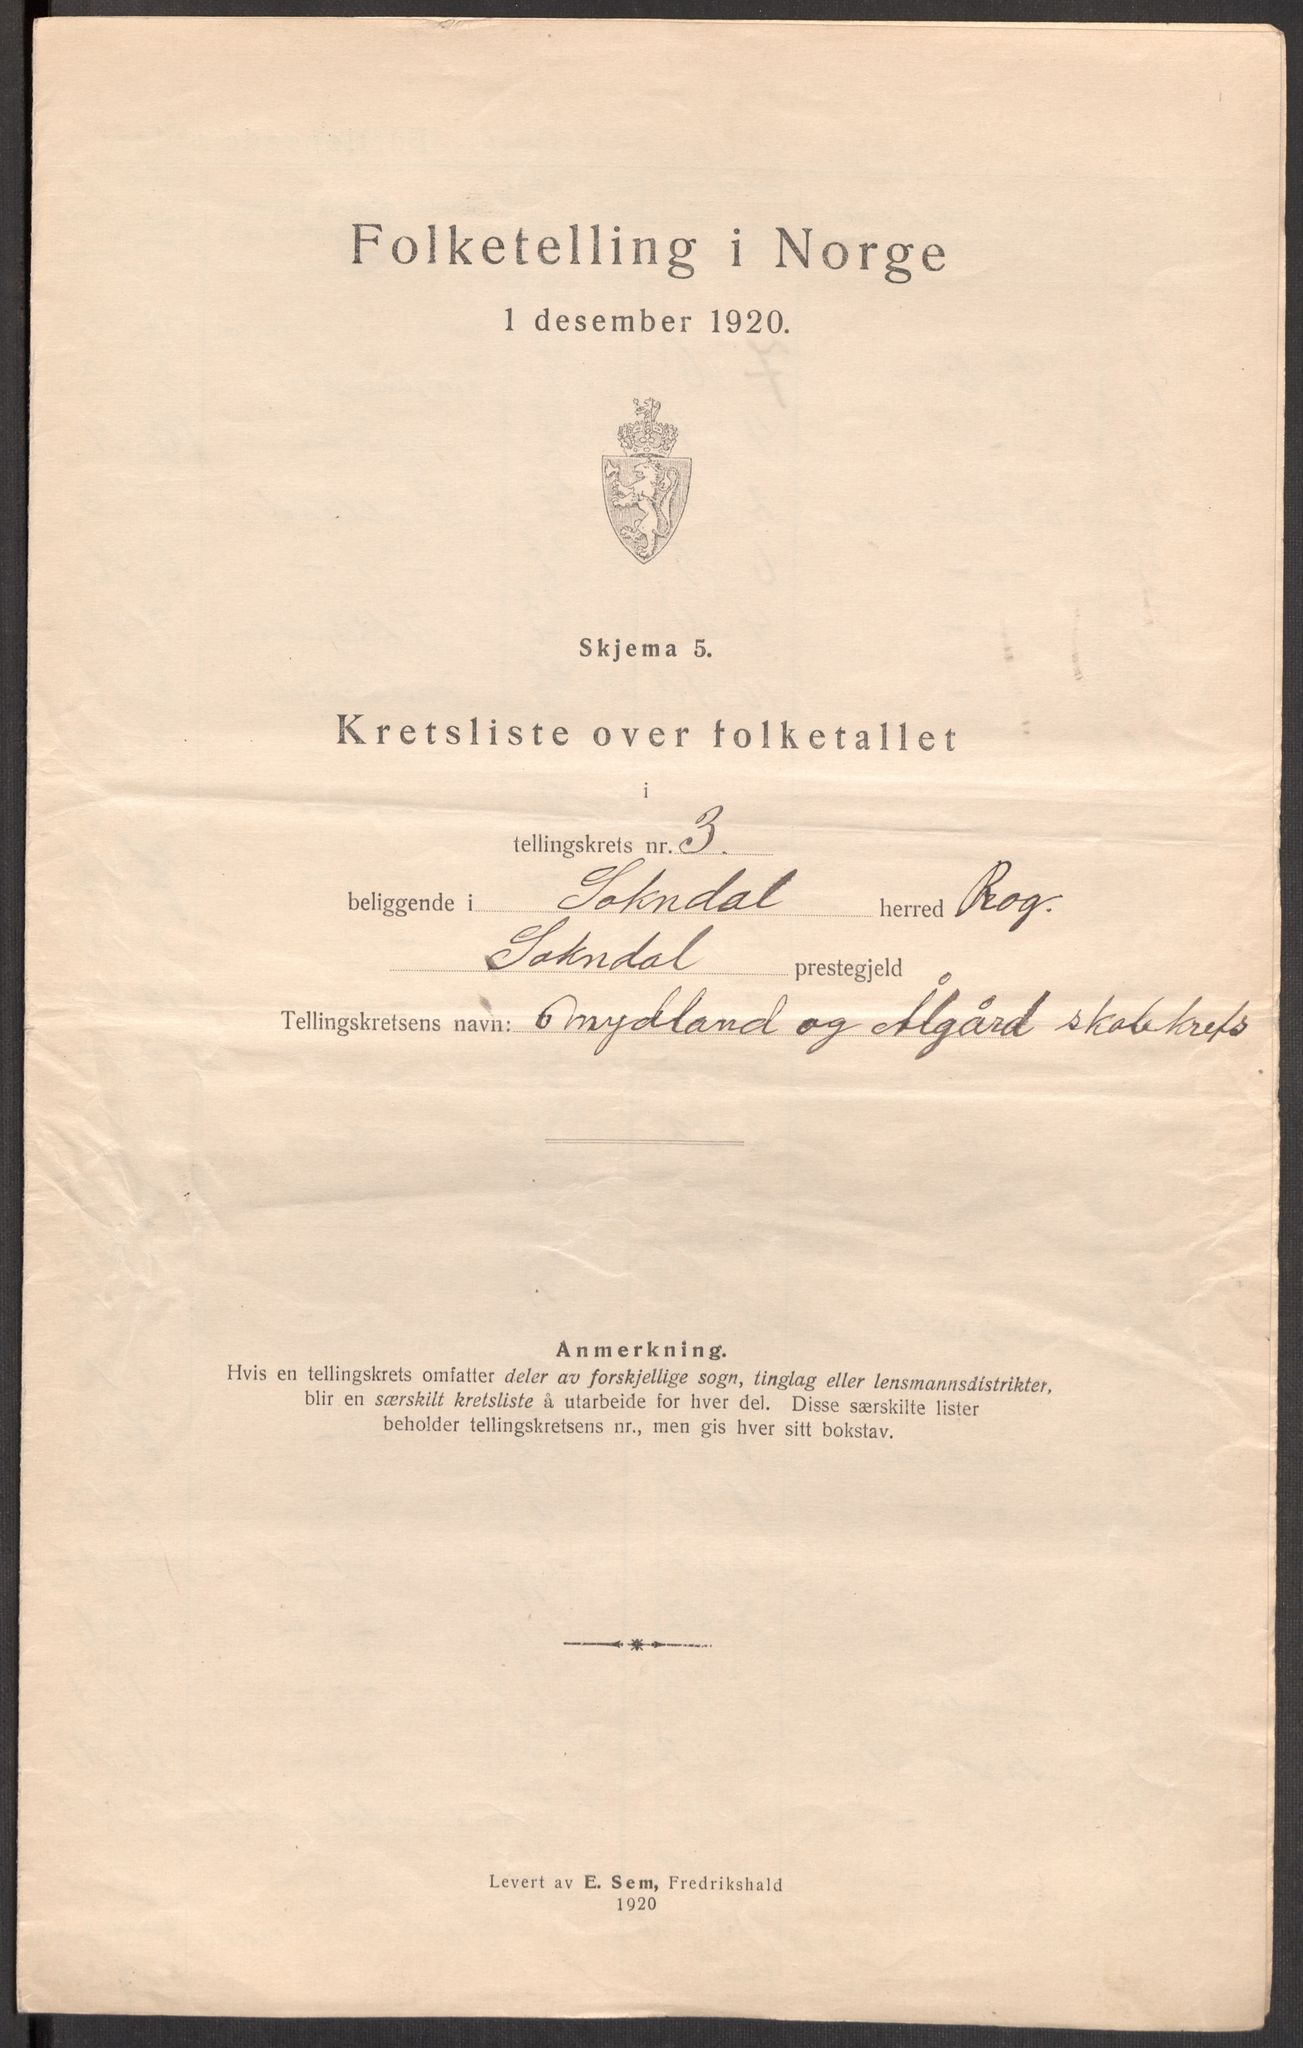 Folketelling i Norge
1 desember 1920.
Skjema 5.
Kretsliste over folketallet
i
tellingskrets nr. 3.
beliggende i Sokndal herred Rog.
Sokndal prestegjeld
Tellingskretsens navn: Omydland og Ålgård skolekrets
Anmerkning.
Hvis en tellingskrets omfatter deler av forskjellige sogn, tinglag eller lensmannsdistrikter,
blir en særskilt kretsliste å utarbeide for hver del. Disse særskilte lister
beholder tellingskretsens nr., men gis hver sitt bokstav.
Levert av E. Sem, Fredrikshald
1920